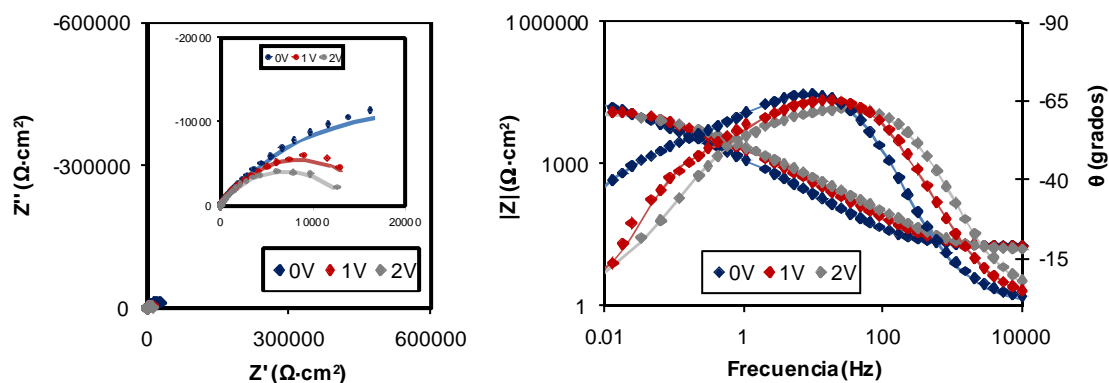 -600000
-300000
0
Z'' (Ω·cm²)
0
300000
600000
Z' (Ω·cm²)
-20000
-10000
0
0
10000
20000
0V 1V 2V
0V 1V 2V
1000000
1000
1
|Z| (Ω·cm²)
-90
-65
-40
-15
θ (grados)
0V 1V 2V
0.01
1
100
10000
Frecuencia (Hz)